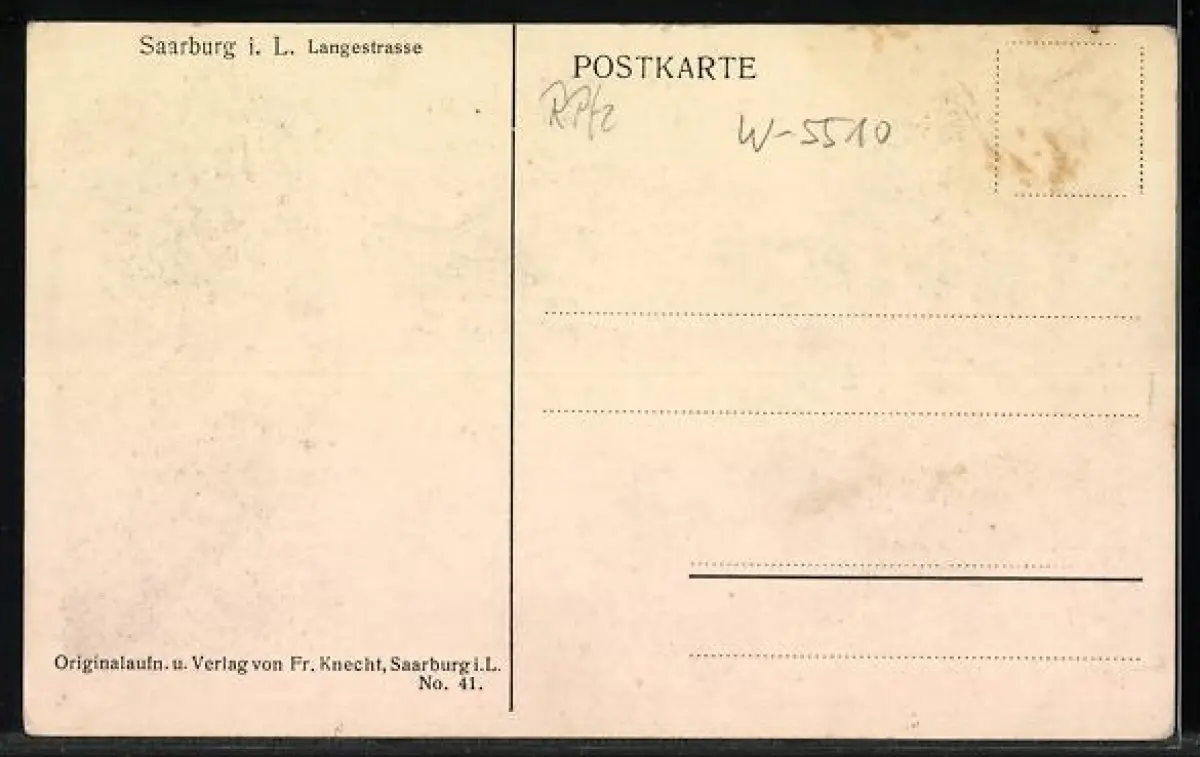 Saarburg i. L. Langestrasse
POSTKARTE
RPfz
W-5510
Originalaufn. u. Verlag von Fr. Knecht, Saarburg i.L.
No. 41.